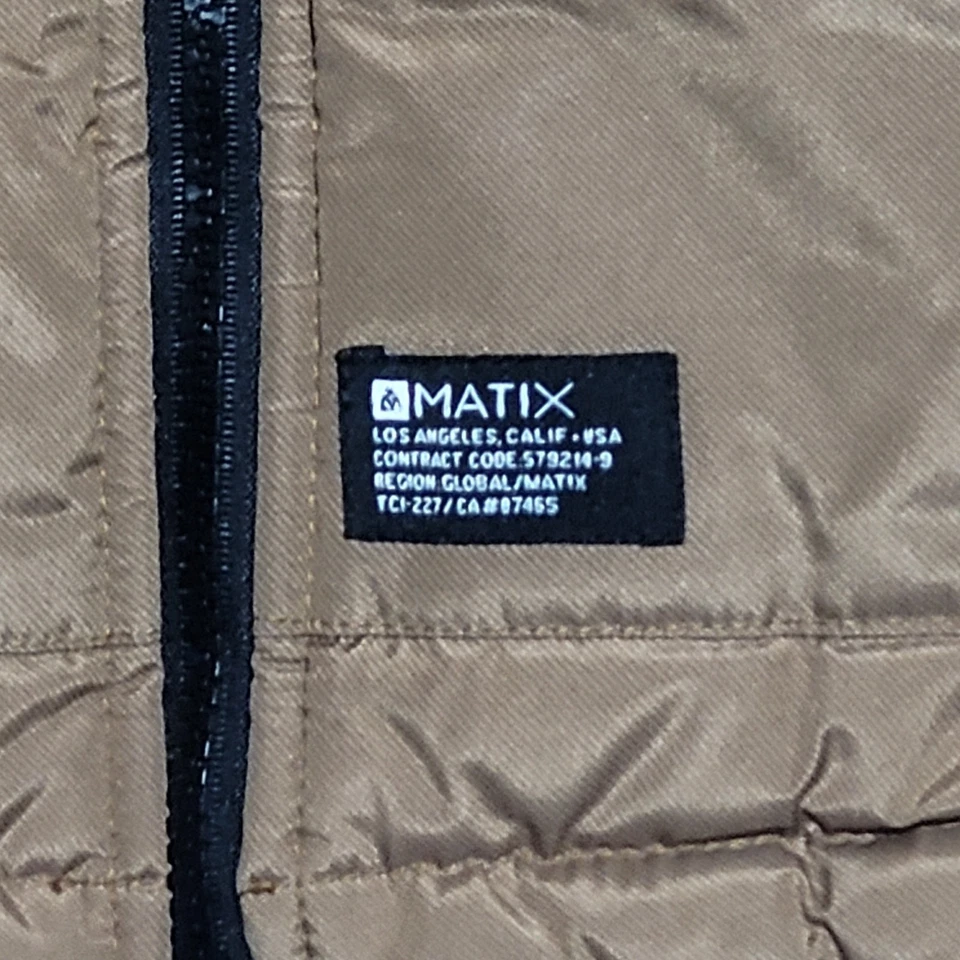 MATIX
LOS ANGELES, CALIF • USA
CONTRACT CODE:579214-9
REGION:GLOBAL/MATIX
TCI-227/CA#07465